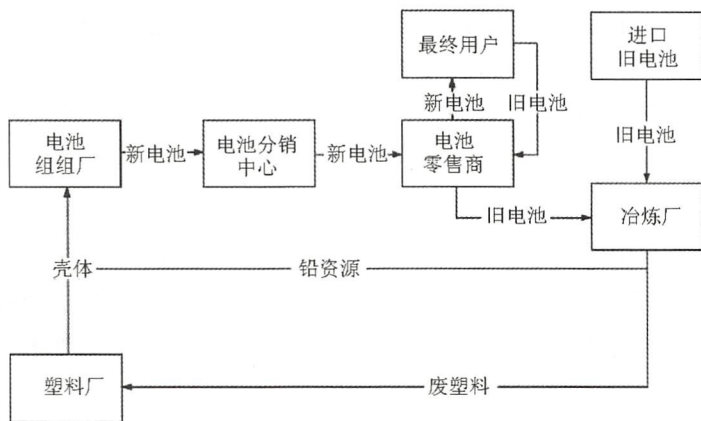 最终用户
进口
旧电池
新电池
旧电池
旧电池
电池
组组厂
新电池
电池分销
中心
新电池
电池
零售商
旧电池
冶炼厂
壳体
铅资源
塑料厂
废塑料